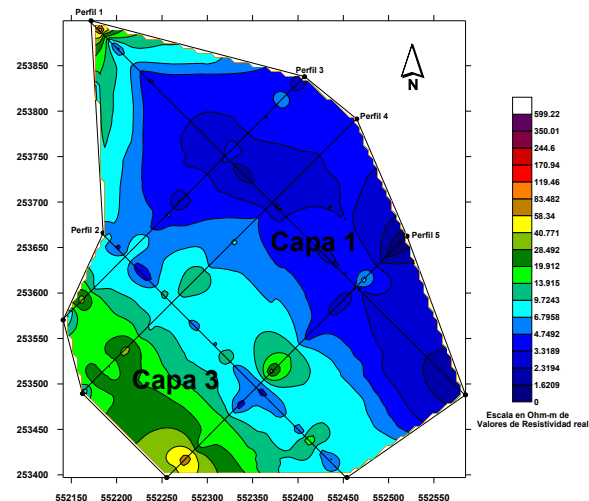 Perfil 1
Perfil 3
Perfil 4
Perfil 2
Perfil 5
N
Capa 1
Capa 3
253850
253800
253750
253700
253650
253600
253550
253500
253450
253400
552150 552200 552250 552300 552350 552400 552450 552500 552550
599.22
350.01
244.6
170.94
119.46
83.482
58.34
40.771
28.492
19.912
13.915
9.7243
6.7958
4.7492
3.3189
2.3194
1.6209
0
Escala en Ohm-m de
Valores de Resistividad real